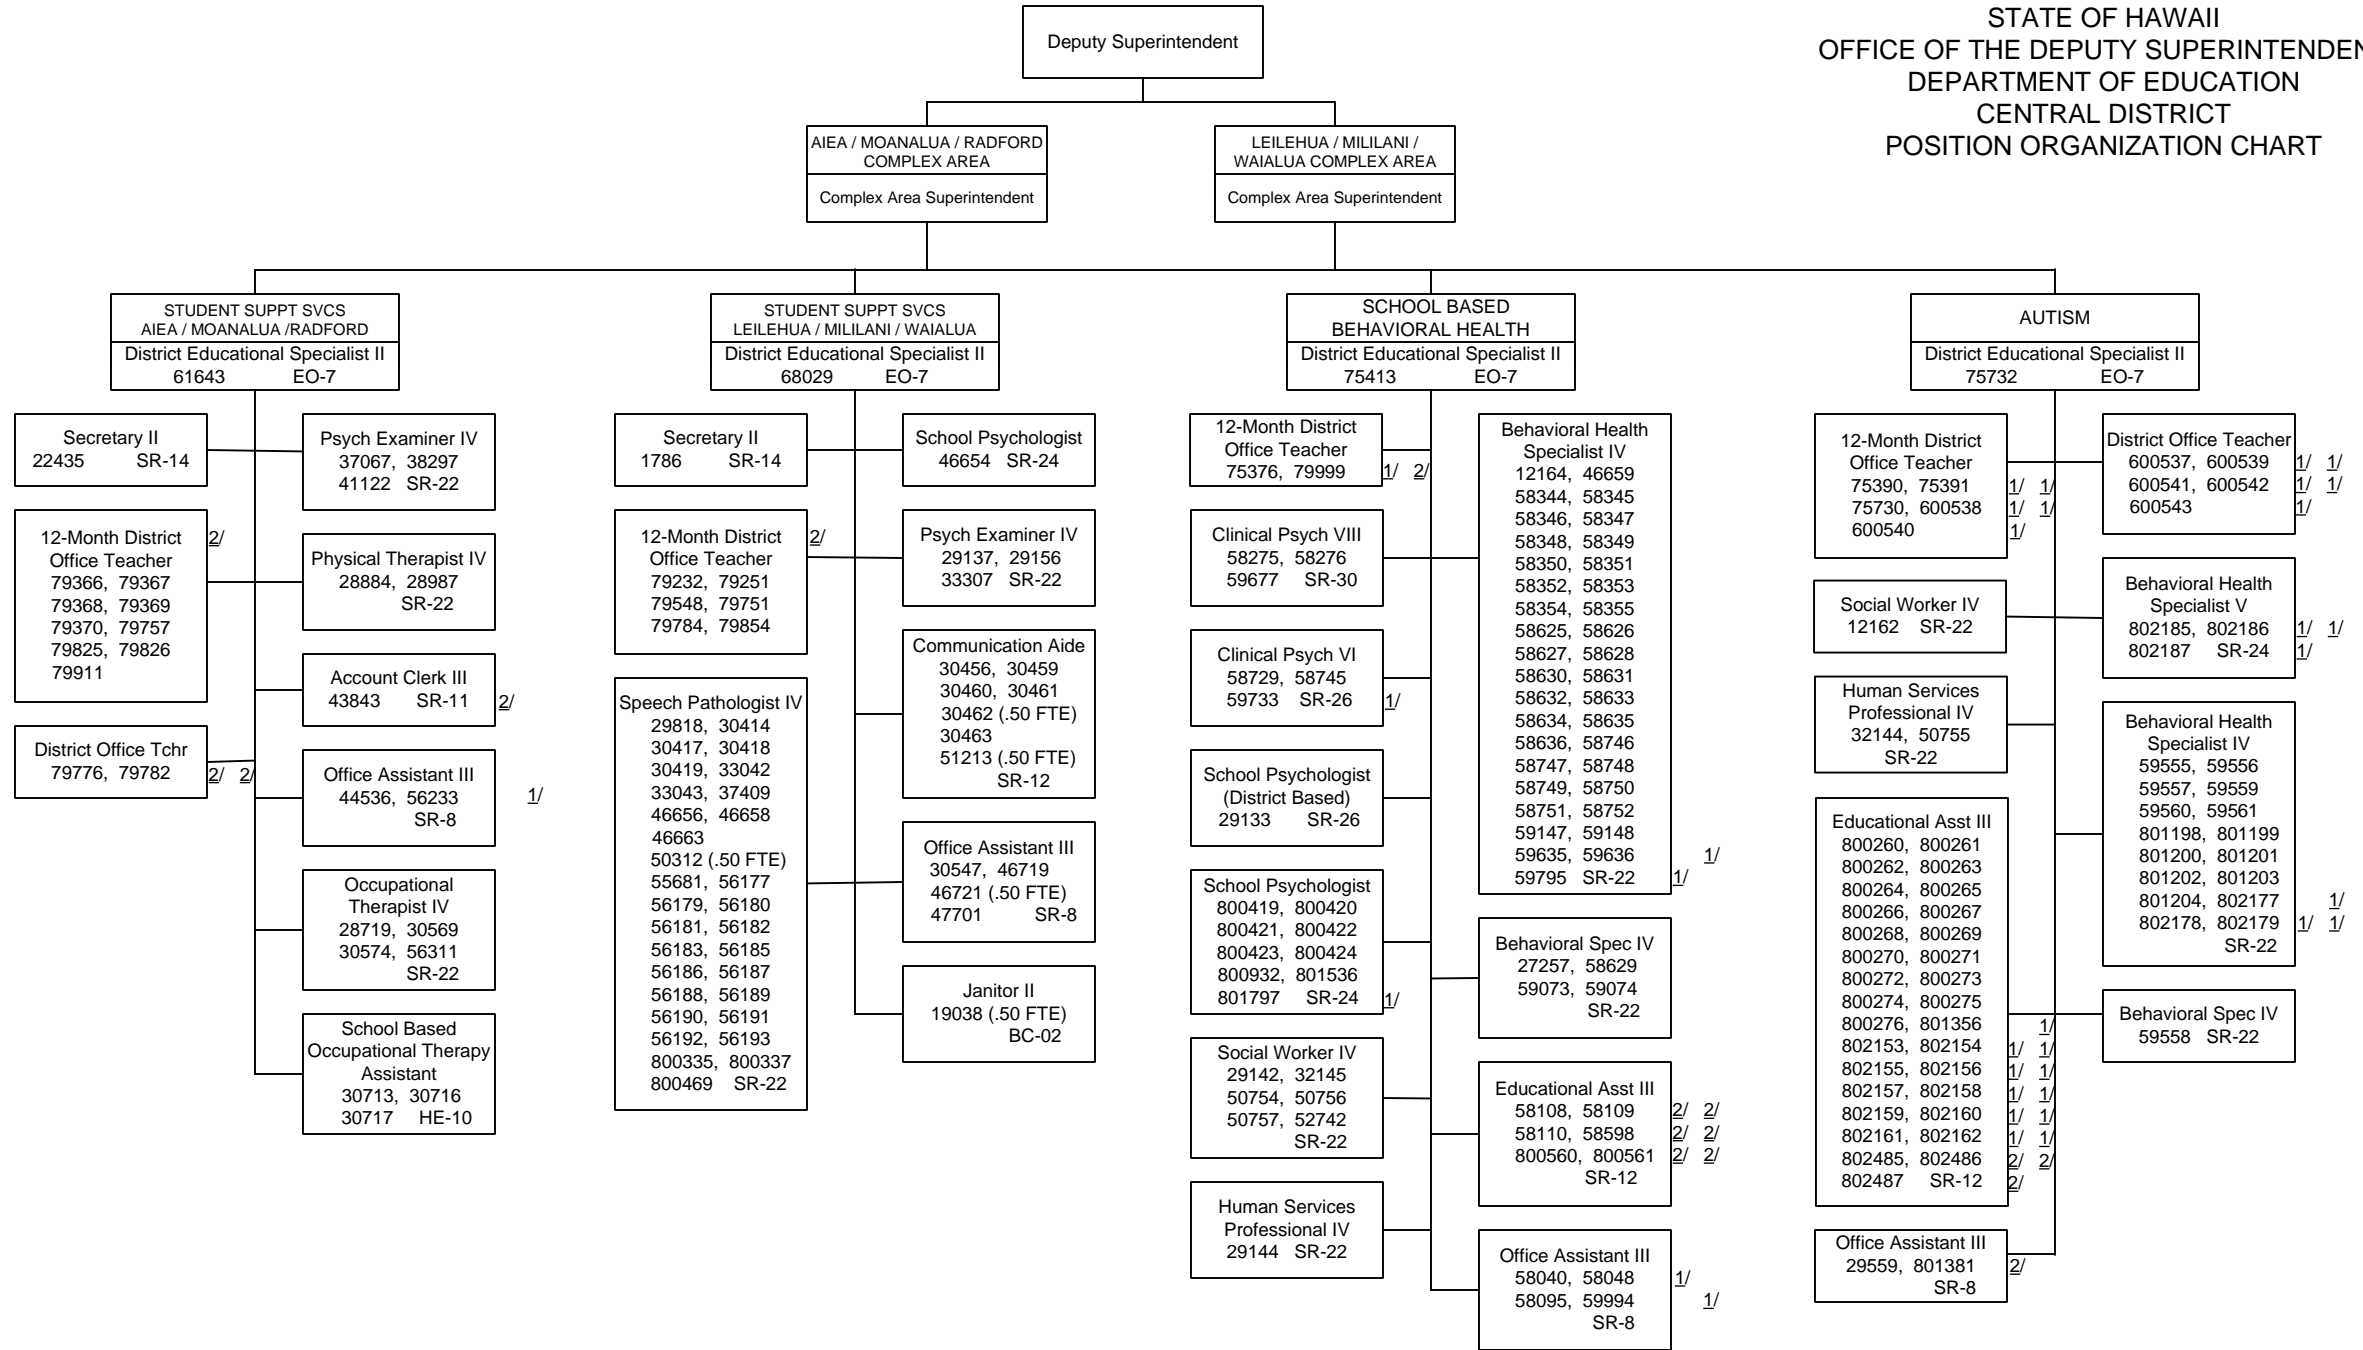 STATE OF HAWAII
OFFICE OF THE DEPUTY SUPERINTENDEN
DEPARTMENT OF EDUCATION
CENTRAL DISTRICT
POSITION ORGANIZATION CHART
Deputy Superintendent
AIEA / MOANALUA / RADFORD
COMPLEX AREA
Complex Area Superintendent
LEILEHUA / MILILANI /
WAIALUA COMPLEX AREA
Complex Area Superintendent
STUDENT SUPPT SVCS
AIEA / MOANALUA /RADFORD
District Educational Specialist II
61643 EO-7
Secretary II
22435 SR-14
12-Month District 2/
Office Teacher
79366, 79367
79368, 79369
79370, 79757
79825, 79826
79911
District Office Tchr
79776, 79782 2/ 2/
Psych Examiner IV
37067, 38297
41122 SR-22
Physical Therapist IV
28884, 28987
SR-22
Account Clerk III
43843 SR-11 2/
Office Assistant III
44536, 56233 1/
SR-8
Occupational
Therapist IV
28719, 30569
30574, 56311
SR-22
School Based
Occupational Therapy
Assistant
30713, 30716
30717 HE-10
STUDENT SUPPT SVCS
LEILEHUA / MILILANI / WAIALUA
District Educational Specialist II
68029 EO-7
Secretary II
1786 SR-14
12-Month District 2/
Office Teacher
79232, 79251
79548, 79751
79784, 79854
Speech Pathologist IV
29818, 30414
30417, 30418
30419, 33042
33043, 37409
46656, 46658
46663
50312 (.50 FTE)
55681, 56177
56179, 56180
56181, 56182
56183, 56185
56186, 56187
56188, 56189
56190, 56191
56192, 56193
800335, 800337
800469 SR-22
School Psychologist
46654 SR-24
Psych Examiner IV
29137, 29156
33307 SR-22
Communication Aide
30456, 30459
30460, 30461
30462 (.50 FTE)
30463
51213 (.50 FTE)
SR-12
Office Assistant III
30547, 46719
46721 (.50 FTE)
47701 SR-8
Janitor II
19038 (.50 FTE)
BC-02
SCHOOL BASED
BEHAVIORAL HEALTH
District Educational Specialist II
75413 EO-7
12-Month District
Office Teacher
75376, 79999 1/ 2/
Clinical Psych VIII
58275, 58276
59677 SR-30
Clinical Psych VI
58729, 58745
59733 SR-26 1/
School Psychologist
(District Based)
29133 SR-26
School Psychologist
800419, 800420
800421, 800422
800423, 800424
800932, 801536
801797 SR-24 1/
Social Worker IV
29142, 32145
50754, 50756
50757, 52742
SR-22
Human Services
Professional IV
29144 SR-22
Behavioral Health
Specialist IV
12164, 46659
58344, 58345
58346, 58347
58348, 58349
58350, 58351
58352, 58353
58354, 58355
58625, 58626
58627, 58628
58630, 58631
58632, 58633
58634, 58635
58636, 58746
58747, 58748
58749, 58750
58751, 58752
59147, 59148
59635, 59636 1/
59795 SR-22 1/
Behavioral Spec IV
27257, 58629
59073, 59074
SR-22
Educational Asst III
58108, 58109 2/ 2/
58110, 58598 2/ 2/
800560, 800561 2/ 2/
SR-12
Office Assistant III
58040, 58048 1/
58095, 59994 1/
SR-8
AUTISM
District Educational Specialist II
75732 EO-7
12-Month District
Office Teacher
75390, 75391 1/ 1/
75730, 600538 1/ 1/
600540 1/
Social Worker IV
12162 SR-22
Human Services
Professional IV
32144, 50755
SR-22
Educational Asst III
800260, 800261
800262, 800263
800264, 800265
800266, 800267
800268, 800269
800270, 800271
800272, 800273
800274, 800275
800276, 801356 1/
802153, 802154 1/ 1/
802155, 802156 1/ 1/
802157, 802158 1/ 1/
802159, 802160 1/ 1/
802161, 802162 1/ 1/
802485, 802486 2/ 2/
802487 SR-12 2/
Office Assistant III
29559, 801381 2/
SR-8
District Office Teacher
600537, 600539 1/ 1/
600541, 600542 1/ 1/
600543 1/
Behavioral Health
Specialist V
802185, 802186 1/ 1/
802187 SR-24 1/
Behavioral Health
Specialist IV
59555, 59556
59557, 59559
59560, 59561
801198, 801199
801200, 801201
801202, 801203
801204, 802177 1/
802178, 802179 1/ 1/
SR-22
Behavioral Spec IV
59558 SR-22